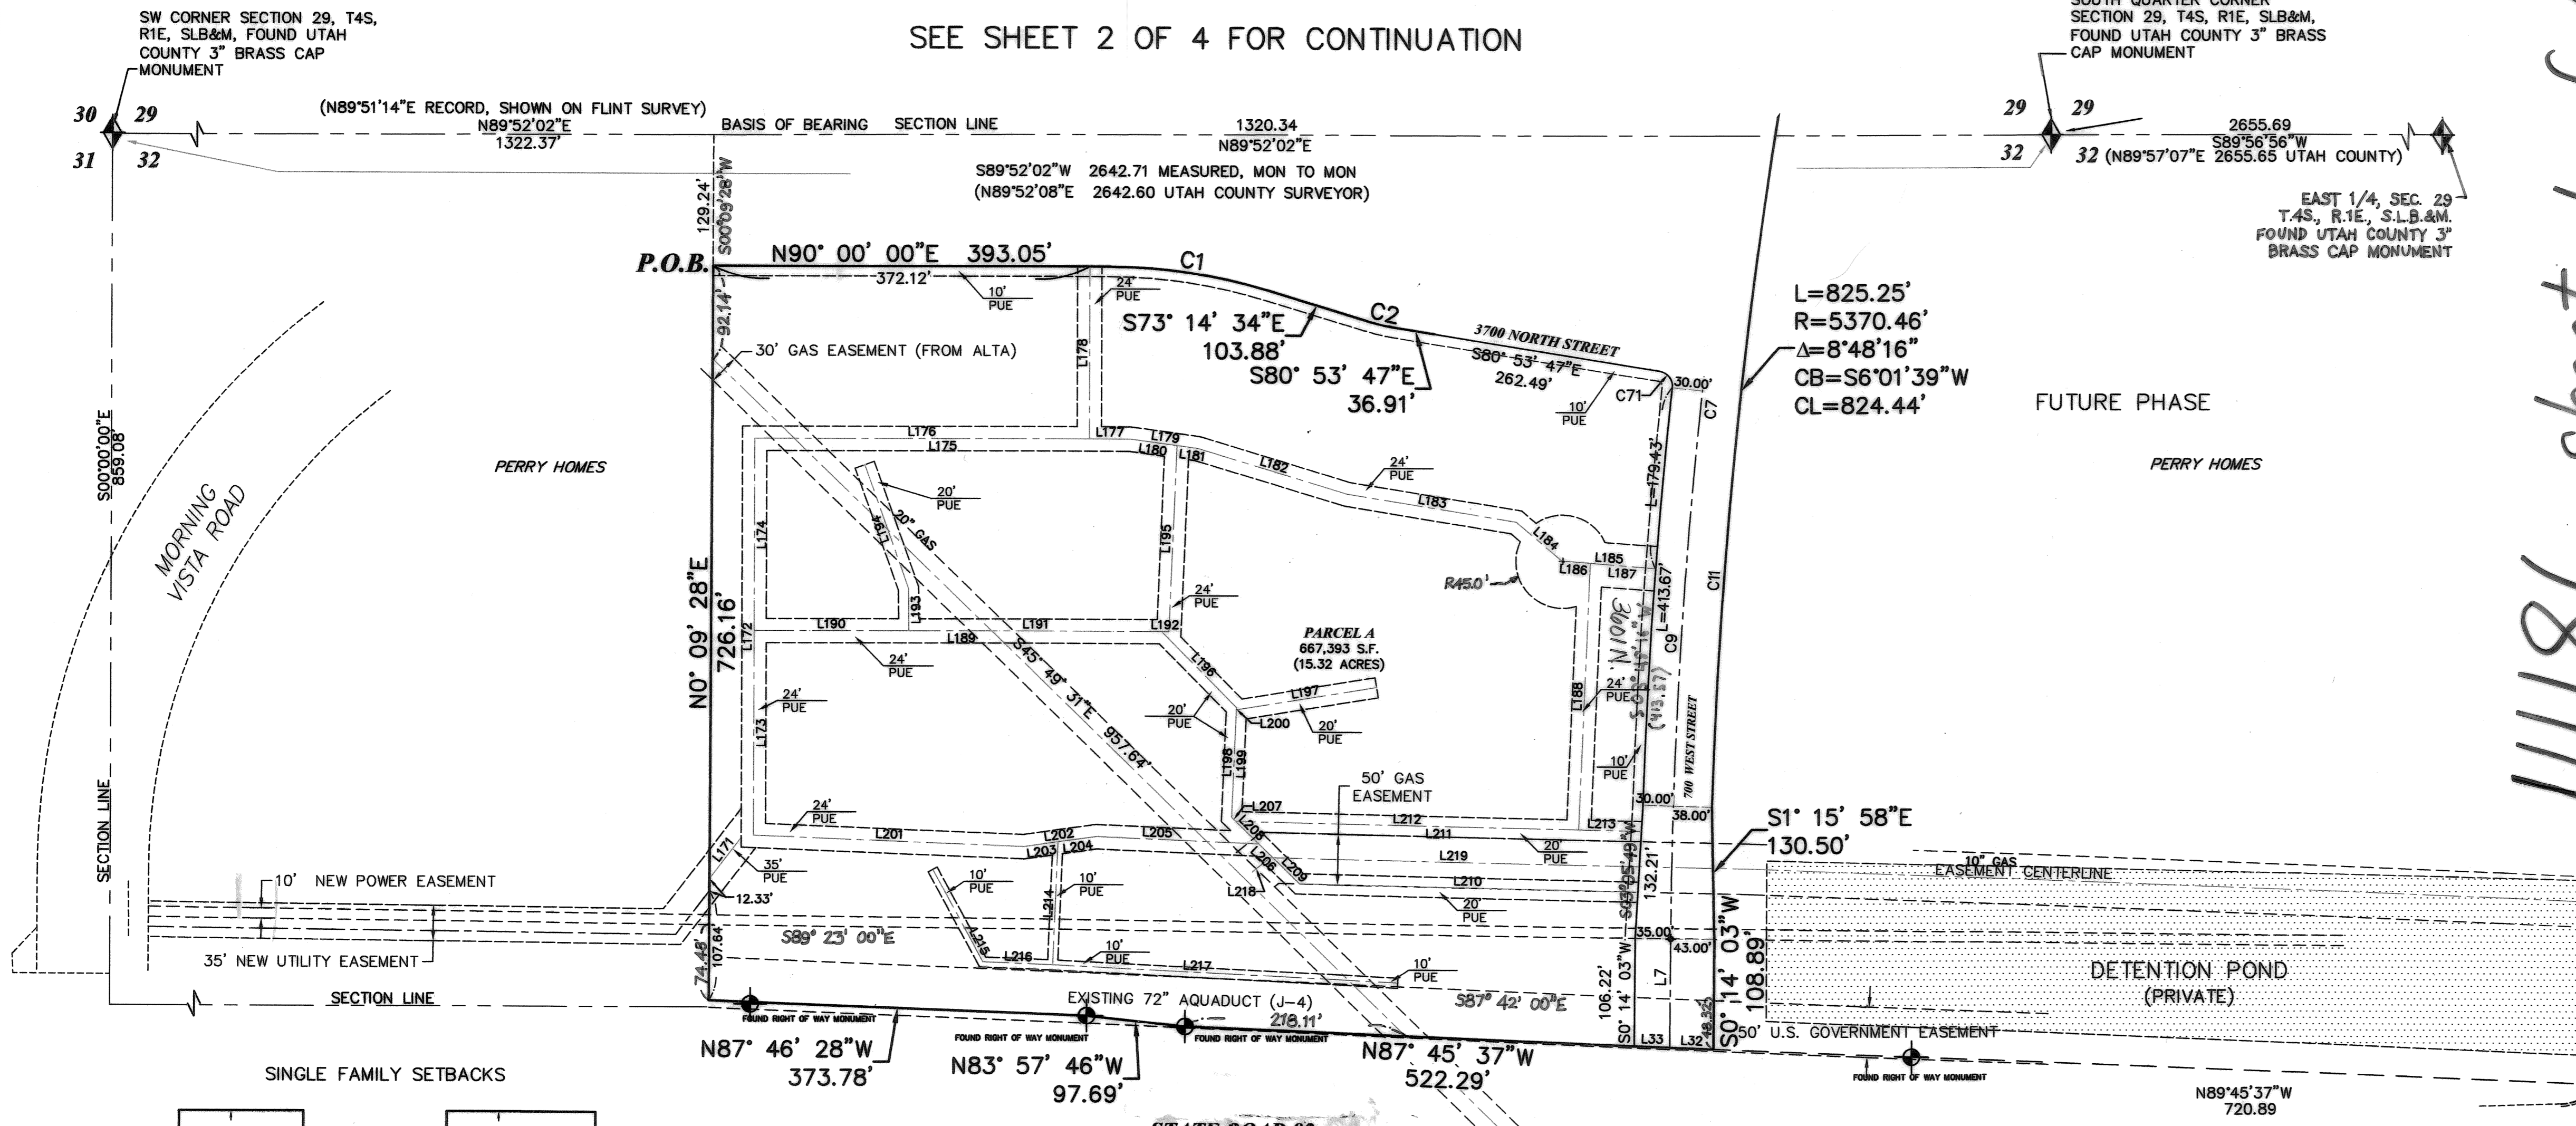 SEE SHEET 2 OF 4 FOR CONTINUATION
SW CORNER SECTION 29, T4S,
R1E, SLB&M, FOUND UTAH
COUNTY 3" BRASS CAP
MONUMENT
SOUTH QUARTER CORNER
SECTION 29, T4S, R1E, SLB&M,
FOUND UTAH COUNTY 3" BRASS
CAP MONUMENT
30 29
31 32
(N89°51'14"E RECORD, SHOWN ON FLINT SURVEY)
N89°52'02"E
1322.37'
BASIS OF BEARING SECTION LINE
1320.34
N89°52'02"E
S89°52'02"W 2642.71 MEASURED, MON TO MON
(N89°52'08"E 2642.60 UTAH COUNTY SURVEYOR)
29 29
32 32
2655.69
S89°56'56"W
(N89°57'07"E 2655.65 UTAH COUNTY)
EAST 1/4, SEC. 29
T.4S., R.1E., S.L.B.&M.
FOUND UTAH COUNTY 3"
BRASS CAP MONUMENT
129.24'
S00°09'28"W
P.O.B.
N90° 00' 00"E 393.05'
372.12'
10'
PUE
24'
PUE
C1
C2
S73° 14' 34"E
103.88'
S80° 53' 47"E
36.91'
3700 NORTH STREET
S80° 53' 47"E
262.49'
10'
PUE
C71
30.00'
C7
L=825.25'
R=5370.46'
Δ=8°48'16"
CB=S6°01'39"W
CL=824.44'
FUTURE PHASE
PERRY HOMES
92.14'
30' GAS EASEMENT (FROM ALTA)
L178
S00°00'00"E
859.08'
MORNING
VISTA ROAD
PERRY HOMES
L176
L175
L177
L179
L180
L181
L182
24'
PUE
L183
L=179.43'
20'
PUE
L194
20" GAS
L174
L195
L184
L185
L186
L187
R45.0'
C11
L=413.67'
24'
PUE
L193
L190
L191
L192
L189
L172
24'
PUE
N0° 09' 28"E
726.16'
PARCEL A
667,393 S.F.
(15.32 ACRES)
3601 N.
(413.57)
C9
L196
L197
20'
PUE
20'
PUE
L200
L188
24'
PUE
S45° 49' 31"E 957.64'
24'
PUE
L173
L198
L199
10'
PUE
700 WEST STREET
50' GAS
EASEMENT
30.00'
38.00'
S1° 15' 58"E
130.50'
24'
PUE
L201
L202
L203
L204
L205
L207
L208
L206
L209
L212
L213
L211
20'
PUE
L219
132.21'
L171
35'
PUE
SECTION LINE
10' NEW POWER EASEMENT
12.33'
10'
PUE
10'
PUE
L214
L218
L210
20'
PUE
10" GAS
EASEMENT CENTERLINE
35' NEW UTILITY EASEMENT
74.48'
107.64'
S89° 23' 00"E
L215
L216
10'
PUE
L217
10'
PUE
35.00'
43.00'
S0° 14' 03"W
108.89'
DETENTION POND
(PRIVATE)
SECTION LINE
EXISTING 72" AQUADUCT (J-4)
S87° 42' 00"E
218.11'
106.22'
S0° 14' 03"W
L7
L33
L32
48.32
50' U.S. GOVERNMENT EASEMENT
FOUND RIGHT OF WAY MONUMENT
FOUND RIGHT OF WAY MONUMENT
FOUND RIGHT OF WAY MONUMENT
N87° 46' 28"W
373.78'
N83° 57' 46"W
97.69'
N87° 45' 37"W
522.29'
FOUND RIGHT OF WAY MONUMENT
N89°45'37"W
720.89
SINGLE FAMILY SETBACKS